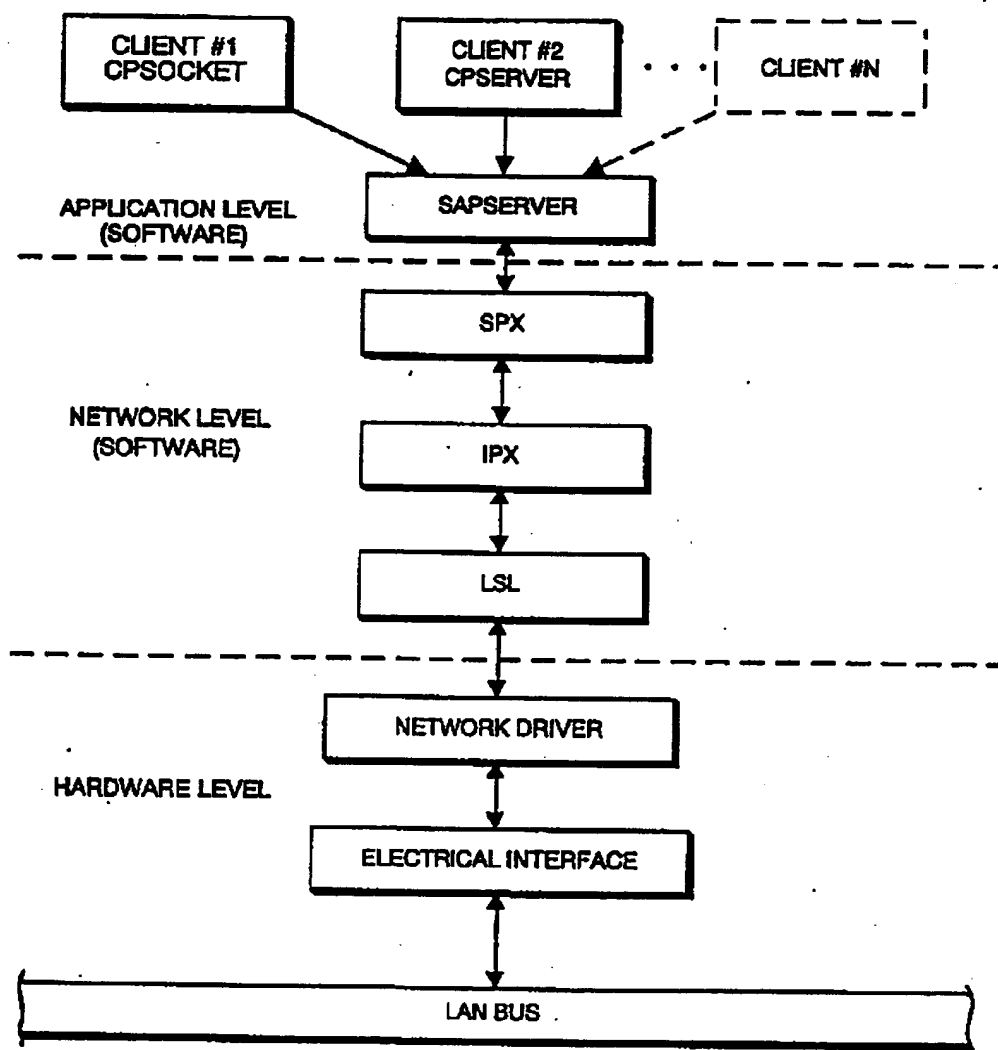 CLIENT #1
CPSOCKET
CLIENT #2
CPSERVER
CLIENT #N
SAPSERVER
APPLICATION LEVEL
(SOFTWARE)
SPX
NETWORK LEVEL
(SOFTWARE)
IPX
LSL
NETWORK DRIVER
HARDWARE LEVEL
ELECTRICAL INTERFACE
LAN BUS